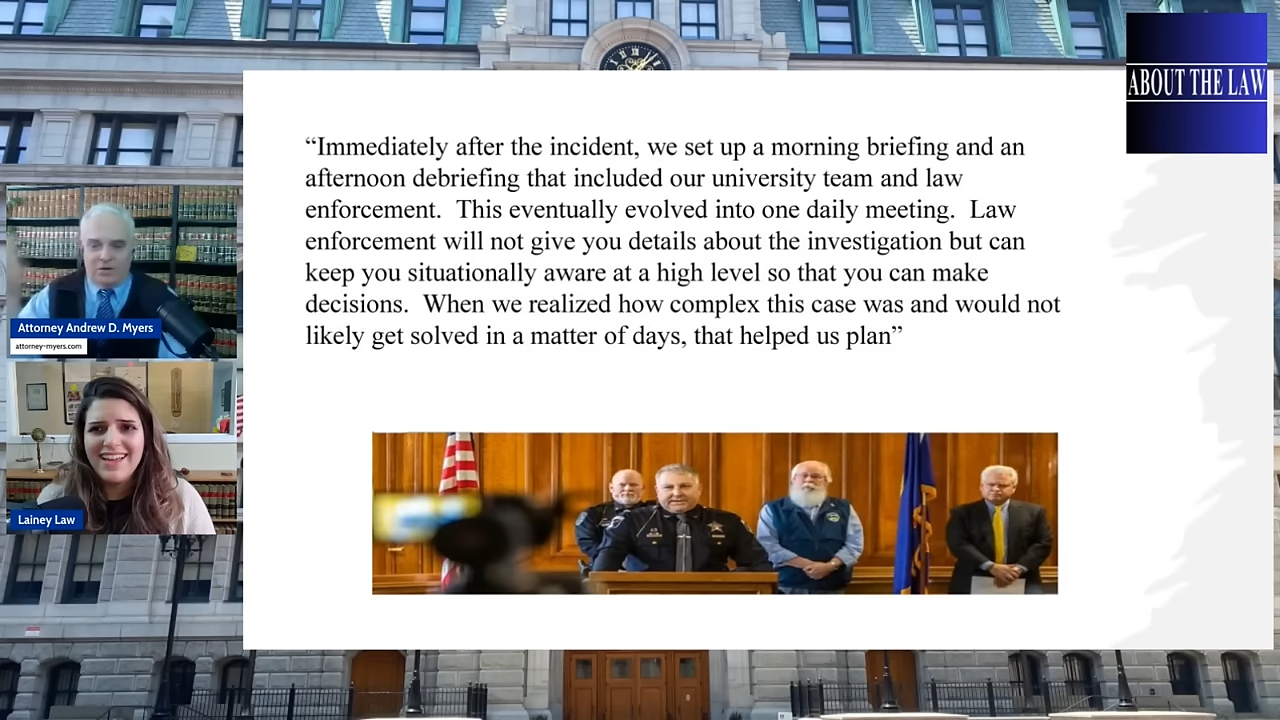 ABOUT THE LAW
“Immediately after the incident, we set up a morning briefing and an
afternoon debriefing that included our university team and law
enforcement.  This eventually evolved into one daily meeting.  Law
enforcement will not give you details about the investigation but can
keep you situationally aware at a high level so that you can make
decisions.  When we realized how complex this case was and would not
likely get solved in a matter of days, that helped us plan”
Attorney Andrew D. Myers
attorney-myers.com
Lainey Law